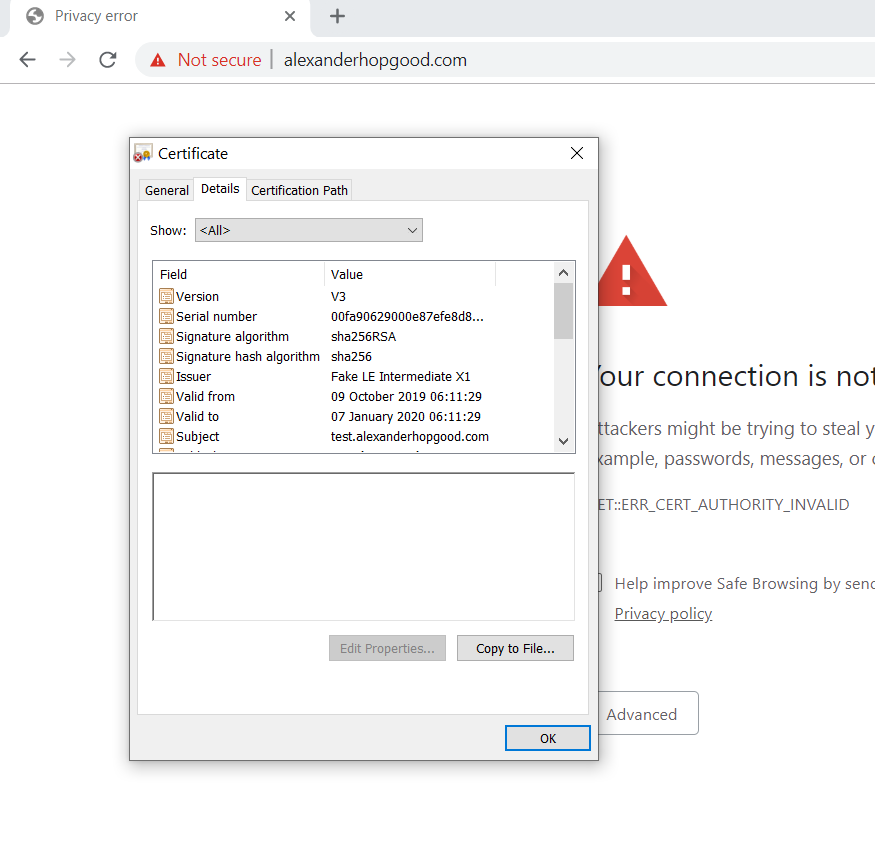 Privacy error
Not secure | alexanderhopgood.com
Certificate
General Details Certification Path
Show: <All>
Field Value
Version V3
Serial number 00fa90629000e87efe8d8...
Signature algorithm sha256RSA
Signature hash algorithm sha256
Issuer Fake LE Intermediate X1
Valid from 09 October 2019 06:11:29
Valid to 07 January 2020 06:11:29
Subject test.alexanderhopgood.com
Edit Properties... Copy to File...
OK
Your connection is not
ttackers might be trying to steal y
xample, passwords, messages, or
ET::ERR_CERT_AUTHORITY_INVALID
Help improve Safe Browsing by send
Privacy policy
Advanced